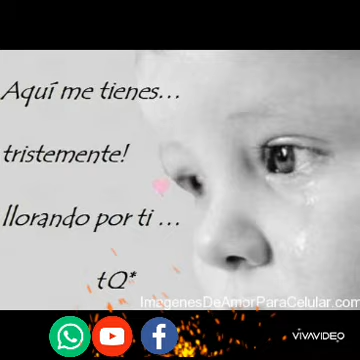 Aquí me tienes...
tristemente!
llorando por ti ...
tQ*
ImagenesDeAmorParaCelular.com
VIVAVIDEO